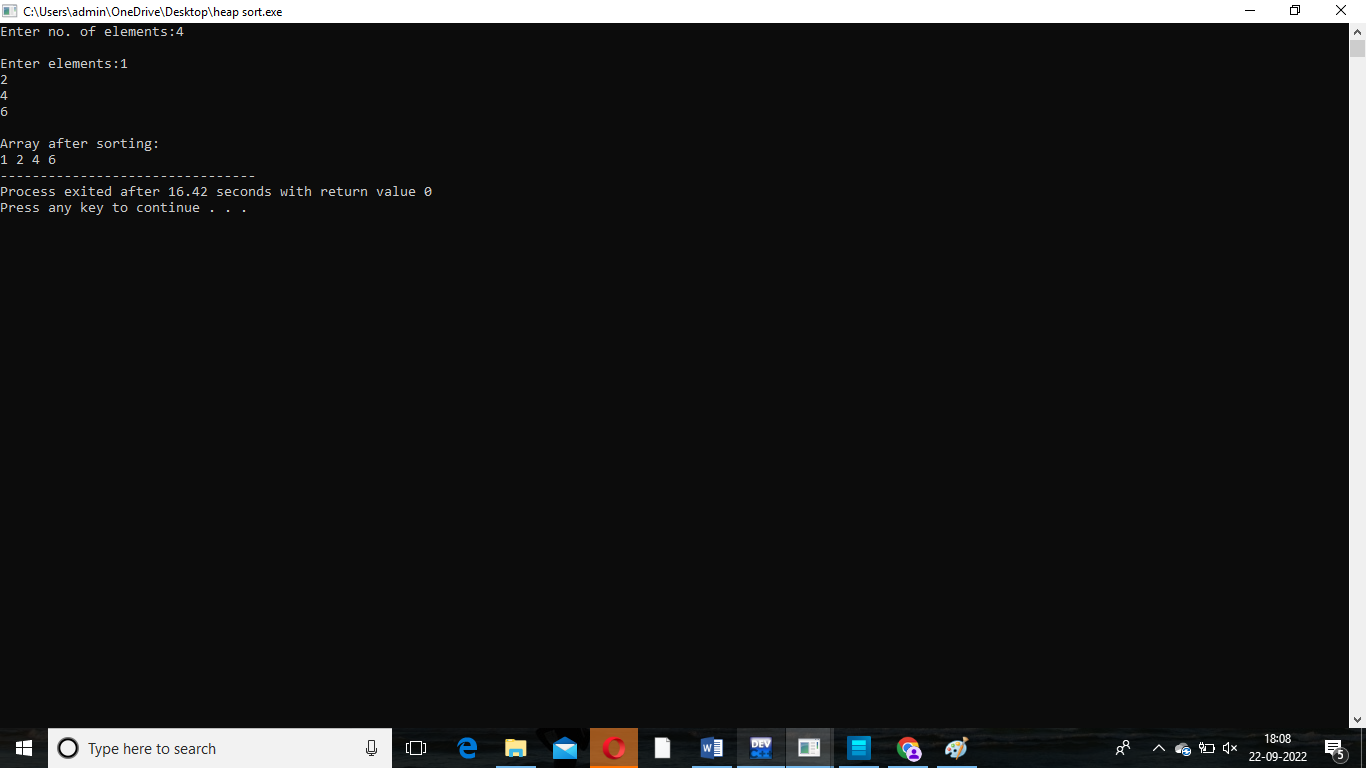 C:\Users\admin\OneDrive\Desktop\heap sort.exe
Enter no. of elements:4
Enter elements:1
2
4
6
Array after sorting:
1 2 4 6
--------------------------------
Process exited after 16.42 seconds with return value 0
Press any key to continue . . .
Type here to search
DEV
18:08
22-09-2022
5